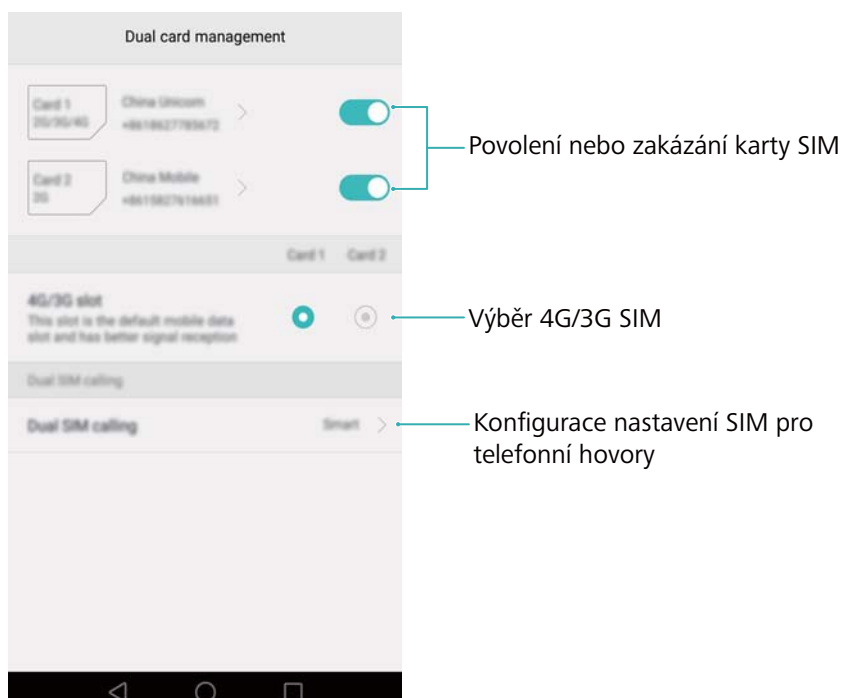 Dual card management
Card 1
2G/3G/4G
China Unicom
Card 2
2G
China Mobile
Povolení nebo zakázání karty SIM
Card 1 Card 2
4G/3G slot
This slot is the default mobile data
slot and has better signal reception
Výběr 4G/3G SIM
Dual SIM calling
Dual SIM calling Smart
Konfigurace nastavení SIM pro
telefonní hovory